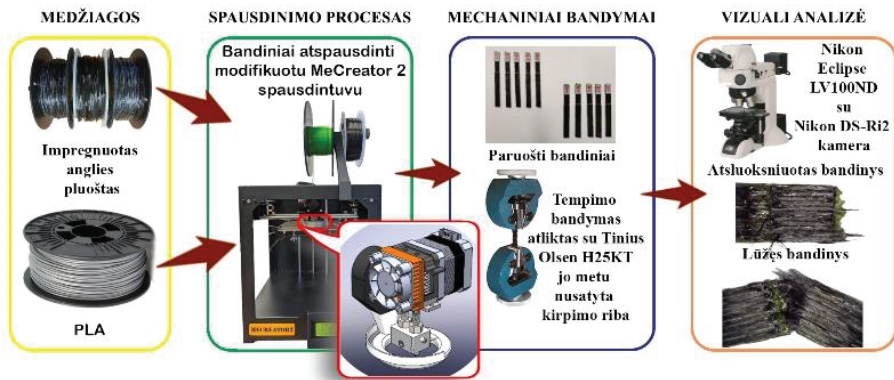 MEDŽIAGOS
Impregnuotas
anglies
pluoštas
PLA
SPAUSDINIMO PROCESAS
Bandiniai atspausdinti
modifikuotu MeCreator 2
spausdintuvu
MECREATOR2
MECHANINIAI BANDYMAI
Paruošti bandiniai
Tempimo
bandymas
atliktas su Tinius
Olsen H25KT
jo metu
nusatyta
kirpimo riba
VIZUALI ANALIZĖ
Nikon
Eclipse
LV100ND
su
Nikon DS-Ri2
kamera
Atsluoksniuotas bandinys
Lūžęs bandinys